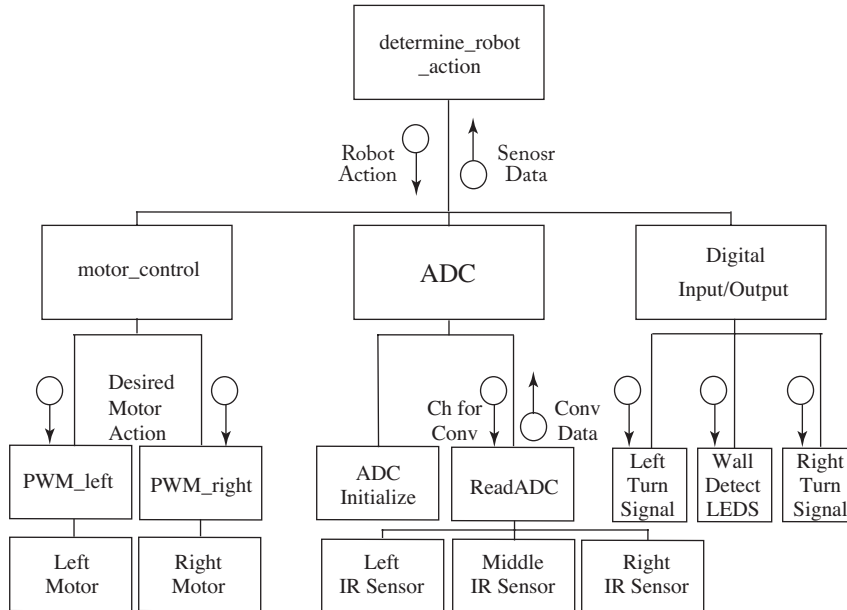 determine_robot
_action
Robot
Action
Senosr
Data
motor_control
ADC
Digital
Input/Output
Desired
Motor
Action
Ch for
Conv
Conv
Data
PWM_left
PWM_right
ADC
Initialize
ReadADC
Left
Turn
Signal
Wall
Detect
LEDS
Right
Turn
Signal
Left
Motor
Right
Motor
Left
IR Sensor
Middle
IR Sensor
Right
IR Sensor